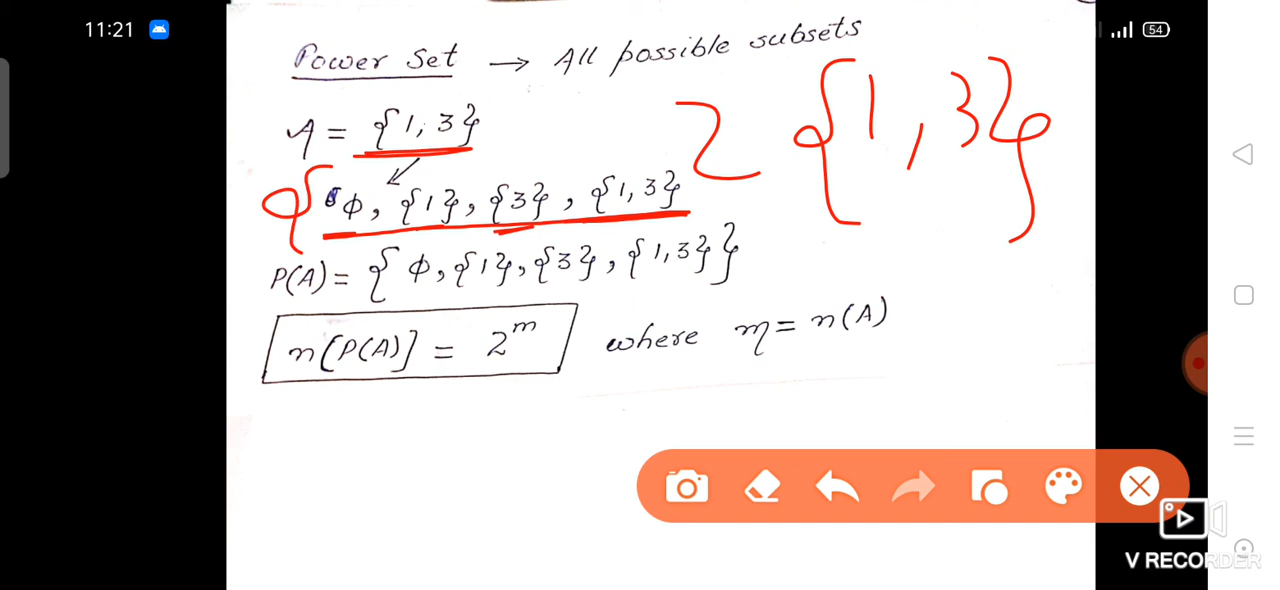 11:21
54
Power Set → All possible subsets
A = {1, 3}
2 {1, 3}
{ ϕ, {1}, {3}, {1, 3}
P(A) = { ϕ, {1}, {3}, {1, 3} }
n[P(A)] = 2^m where m = n(A)
V RECORDER